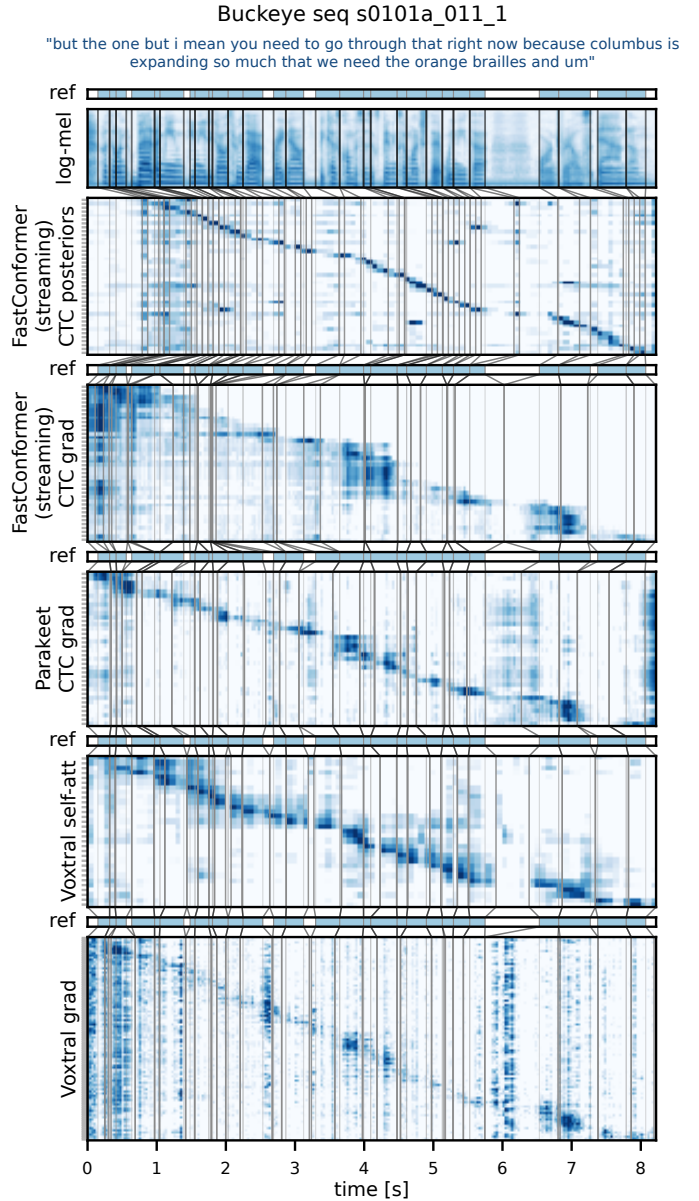 Buckeye seq s0101a_011_1
"but the one but i mean you need to go through that right now because columbus is
expanding so much that we need the orange brailles and um"
ref
log-mel
FastConformer
(streaming)
CTC posteriors
ref
FastConformer
(streaming)
CTC grad
ref
Parakeet
CTC grad
ref
Voxtral self-att
ref
Voxtral grad
0 1 2 3 4 5 6 7 8
time [s]